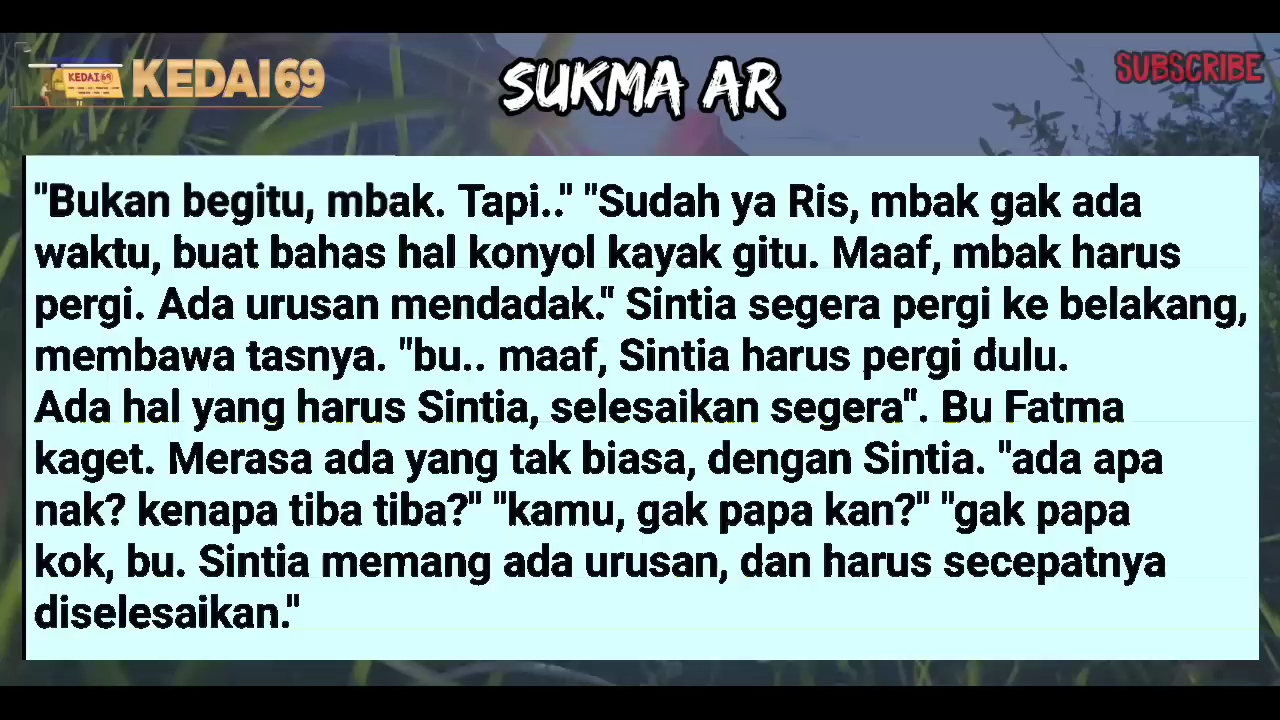 KEDAI 69
KEDAI69
SUKMA AR
SUBSCRIBE
"Bukan begitu, mbak. Tapi.." "Sudah ya Ris, mbak gak ada
waktu, buat bahas hal konyol kayak gitu. Maaf, mbak harus
pergi. Ada urusan mendadak." Sintia segera pergi ke belakang,
membawa tasnya. "bu.. maaf, Sintia harus pergi dulu.
Ada hal yang harus Sintia, selesaikan segera". Bu Fatma
kaget. Merasa ada yang tak biasa, dengan Sintia. "ada apa
nak? kenapa tiba tiba?" "kamu, gak papa kan?" "gak papa
kok, bu. Sintia memang ada urusan, dan harus secepatnya
diselesaikan."